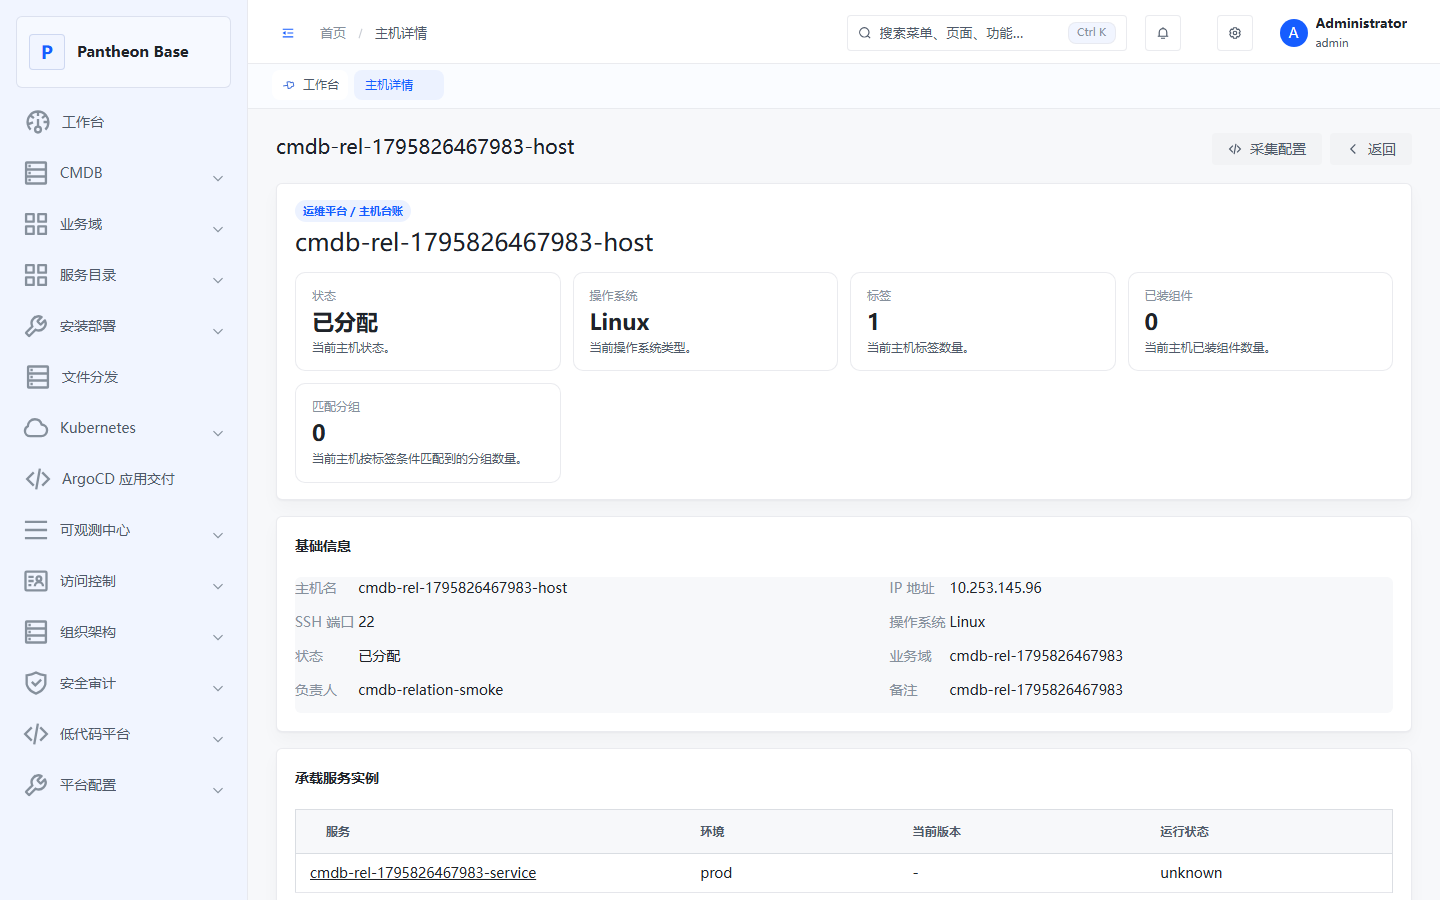 P Pantheon Base
工作台
CMDB
业务域
服务目录
安装部署
文件分发
Kubernetes
ArgoCD 应用交付
可观测中心
访问控制
组织架构
安全审计
低代码平台
平台配置
首页 / 主机详情
搜索菜单、页面、功能... Ctrl K
A Administrator
admin
工作台 主机详情
cmdb-rel-1795826467983-host
采集配置 返回
运维平台 / 主机台账
cmdb-rel-1795826467983-host
状态
已分配
当前主机状态。
操作系统
Linux
当前操作系统类型。
标签
1
当前主机标签数量。
已装组件
0
当前主机已装组件数量。
匹配分组
0
当前主机按标签条件匹配到的分组数量。
基础信息
主机名 cmdb-rel-1795826467983-host IP 地址 10.253.145.96
SSH 端口 22 操作系统 Linux
状态 已分配 业务域 cmdb-rel-1795826467983
负责人 cmdb-relation-smoke 备注 cmdb-rel-1795826467983
承载服务实例
服务 环境 当前版本 运行状态
cmdb-rel-1795826467983-service prod - unknown